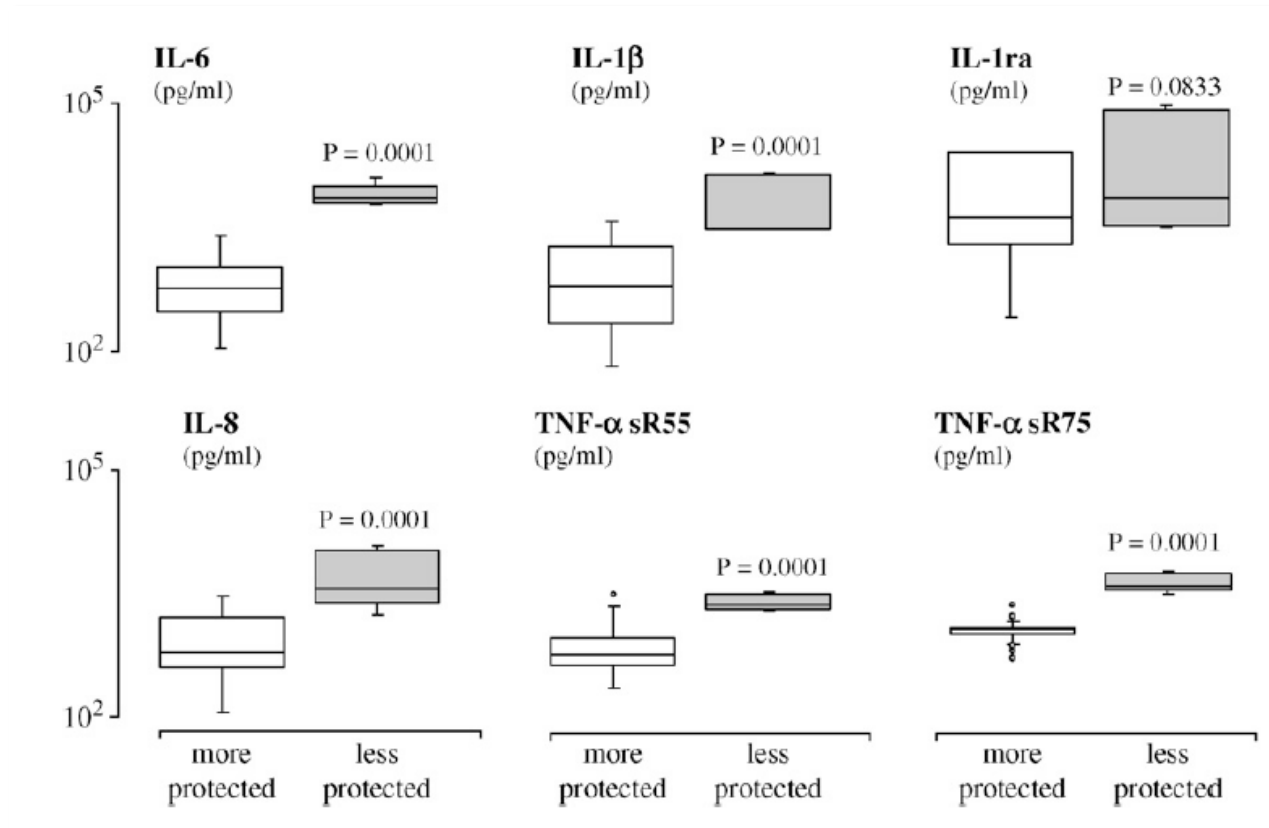 IL-6
(pg/ml)
IL-1β
(pg/ml)
IL-1ra
(pg/ml)
10⁵
P = 0.0001
P = 0.0001
P = 0.0833
10²
IL-8
(pg/ml)
TNF-α sR55
(pg/ml)
TNF-α sR75
(pg/ml)
10⁵
P = 0.0001
P = 0.0001
P = 0.0001
10²
more protected
less protected
more protected
less protected
more protected
less protected